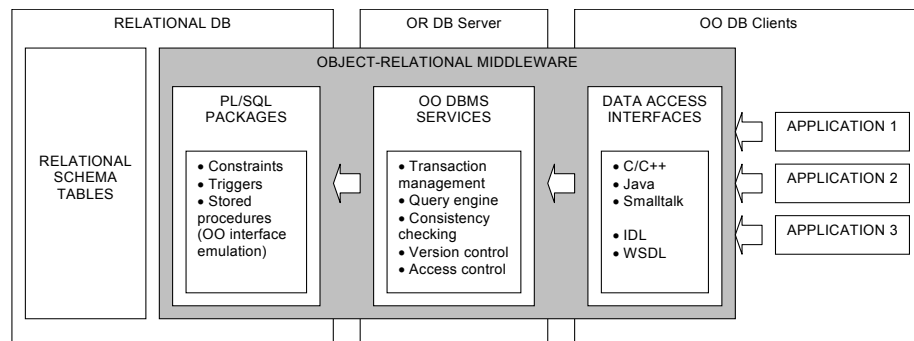 RELATIONAL DB
OR DB Server
OO DB Clients
OBJECT-RELATIONAL MIDDLEWARE
RELATIONAL
SCHEMA
TABLES
PL/SQL
PACKAGES
• Constraints
• Triggers
• Stored
procedures
(OO interface
emulation)
OO DBMS
SERVICES
• Transaction
management
• Query engine
• Consistency
checking
• Version control
• Access control
DATA ACCESS
INTERFACES
• C/C++
• Java
• Smalltalk
• IDL
• WSDL
APPLICATION 1
APPLICATION 2
APPLICATION 3